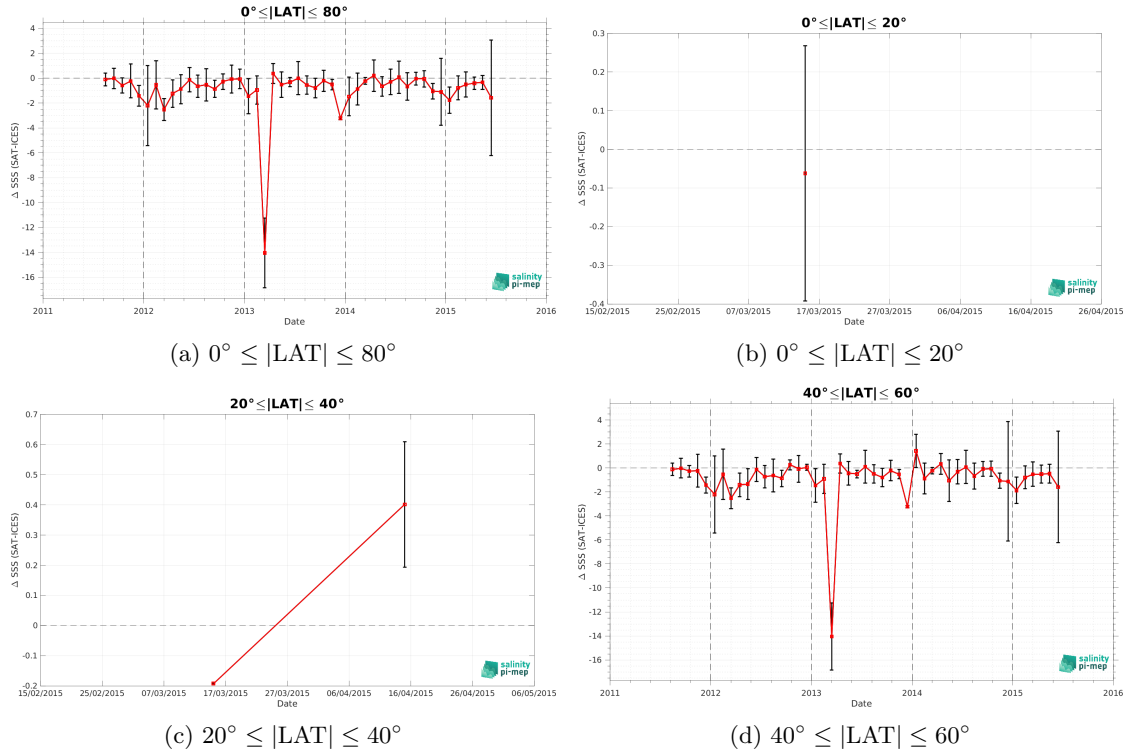 0°≤|LAT|≤ 80°
4
2
0
-2
-4
-6
-8
-10
-12
-14
-16
Δ SSS (SAT-ICES)
2011 2012 2013 2014 2015 2016
Date
salinity
pi-mep
(a) 0° ≤ |LAT| ≤ 80°
0°≤|LAT|≤ 20°
0.3
0.2
0.1
0
-0.1
-0.2
-0.3
-0.4
Δ SSS (SAT-ICES)
15/02/2015 25/02/2015 07/03/2015 17/03/2015 27/03/2015 06/04/2015 16/04/2015 26/04/2015
Date
salinity
pi-mep
(b) 0° ≤ |LAT| ≤ 20°
20°≤|LAT|≤ 40°
0.7
0.6
0.5
0.4
0.3
0.2
0.1
0
-0.1
-0.2
Δ SSS (SAT-ICES)
15/02/2015 25/02/2015 07/03/2015 17/03/2015 27/03/2015 06/04/2015 16/04/2015 26/04/2015 06/05/2015
Date
salinity
pi-mep
(c) 20° ≤ |LAT| ≤ 40°
40°≤|LAT|≤ 60°
4
2
0
-2
-4
-6
-8
-10
-12
-14
-16
Δ SSS (SAT-ICES)
2011 2012 2013 2014 2015 2016
Date
salinity
pi-mep
(d) 40° ≤ |LAT| ≤ 60°